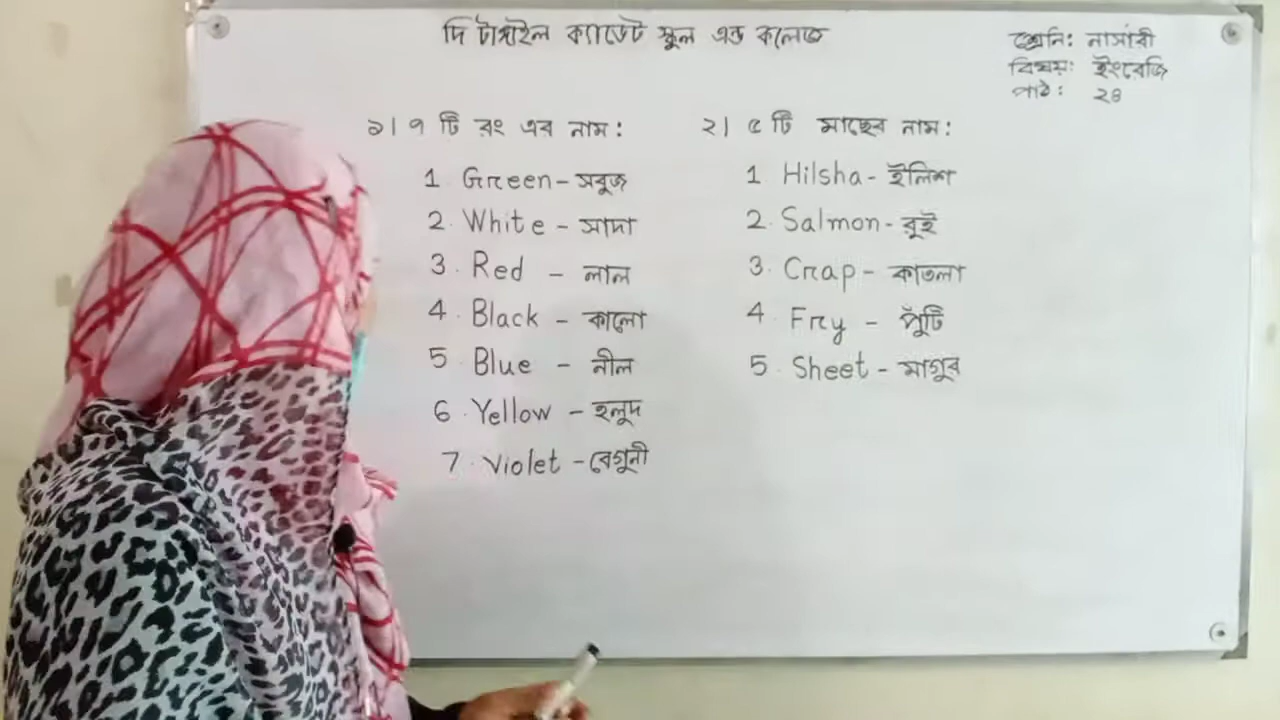 দি টাঙ্গাইল ক্যাডেট স্কুল এন্ড কলেজ
শ্রেনি: নার্সারী
বিষয়: ইংরেজি
পাঠ: ২৪
১। ৭ টি রং এর নাম:
1. Green - সবুজ
2. White - সাদা
3. Red - লাল
4. Black - কালো
5. Blue - নীল
6. Yellow - হলুদ
7. Violet - বেগুনী
২। ৫ টি মাছের নাম:
1. Hilsha - ইলিশ
2. Salmon - রুই
3. Crap - কাতলা
4. Fry - পুঁটি
5. Sheet - মাগুর